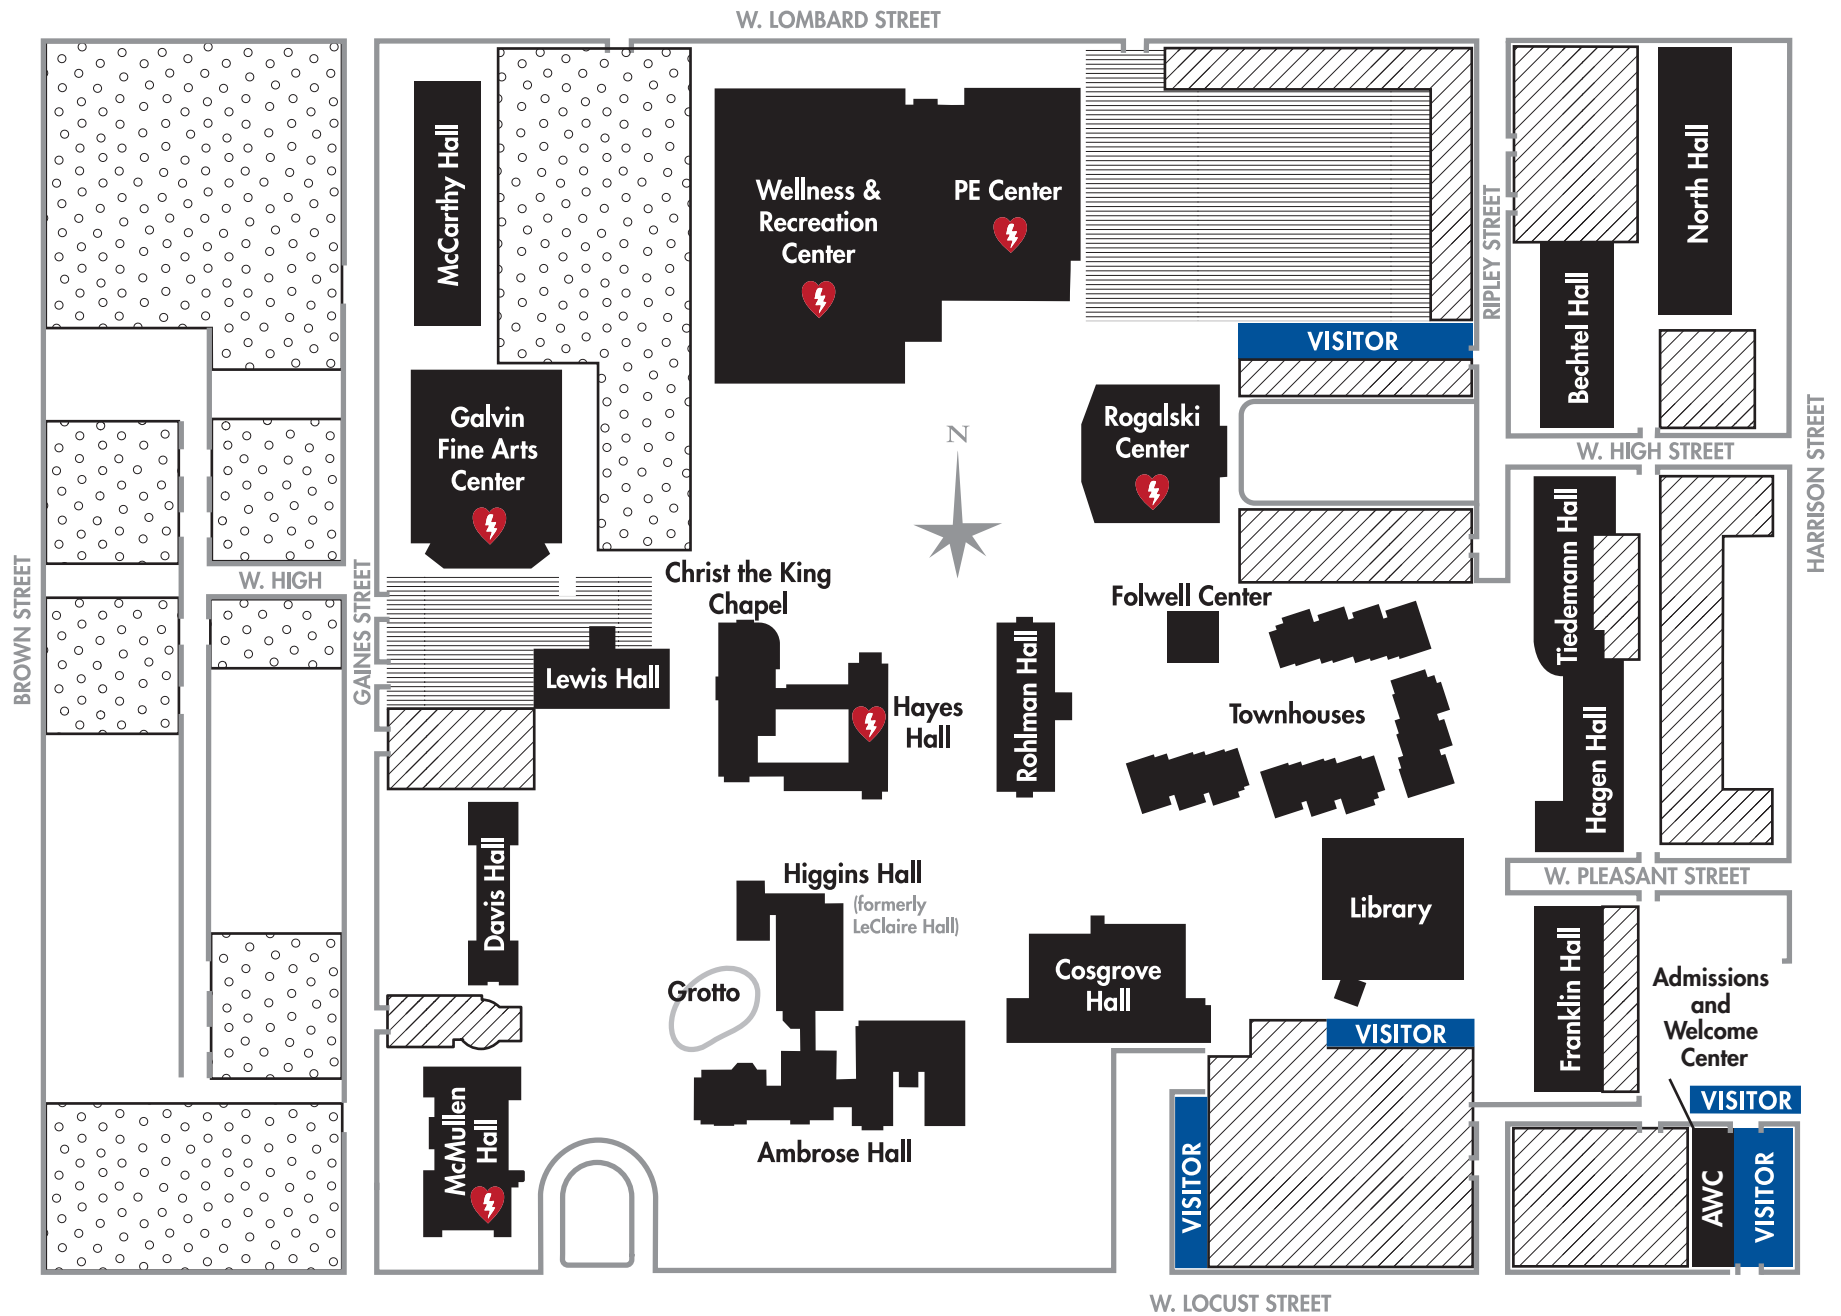 W. LOMBARD STREET
McCarthy Hall
Wellness &
Recreation
Center
PE Center
RIPLEY STREET
North Hall
Bechtel Hall
VISITOR
Galvin
Fine Arts
Center
Rogalski
Center
N
W. HIGH STREET
HARRISON STREET
BROWN STREET
W. HIGH
GAINES STREET
Christ the King
Chapel
Folwell Center
Tiedemann Hall
Lewis Hall
Hayes
Hall
Rohlman Hall
Townhouses
Hagen Hall
Davis Hall
Higgins Hall
(formerly
LeClaire Hall)
Library
W. PLEASANT STREET
Grotto
Cosgrove
Hall
Franklin Hall
Admissions
and
Welcome
Center
VISITOR
VISITOR
McMullen
Hall
Ambrose Hall
VISITOR
AWC
VISITOR
W. LOCUST STREET